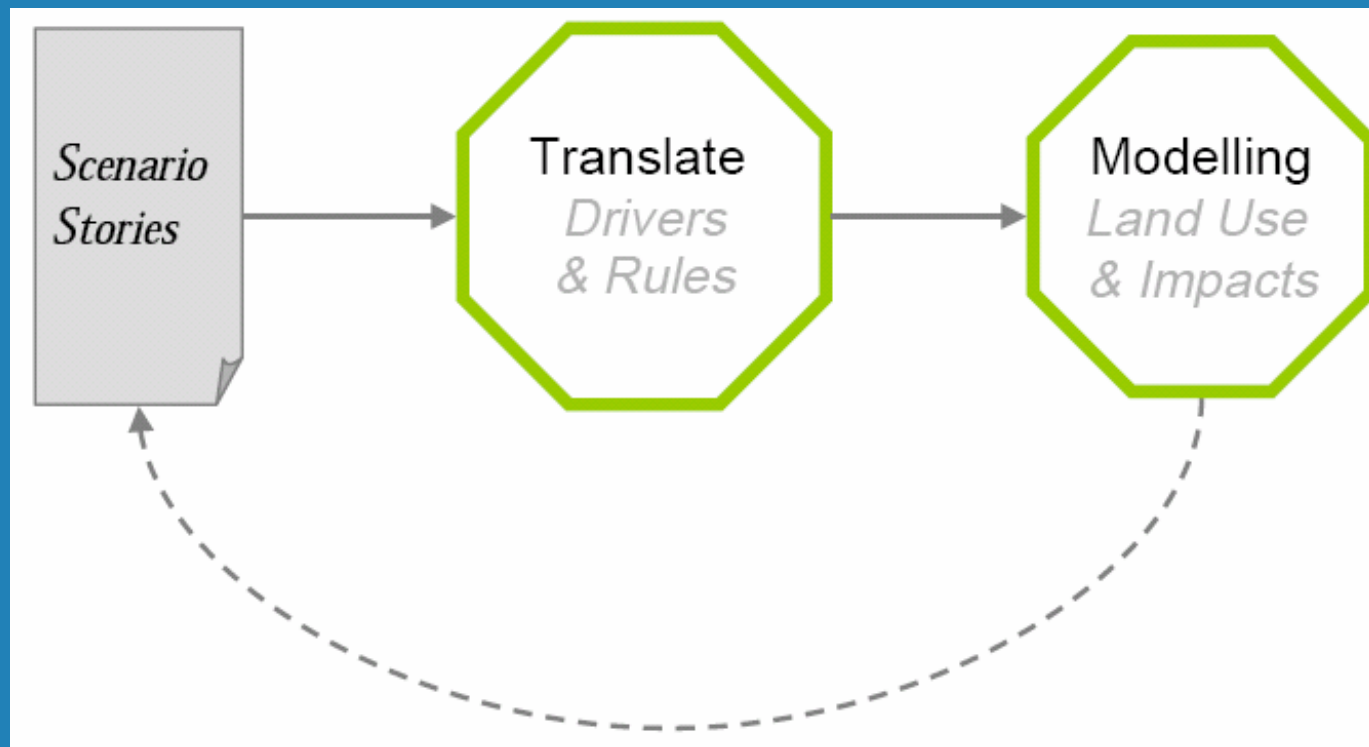 Scenario
Stories
Translate
Drivers
& Rules
Modelling
Land Use
& Impacts